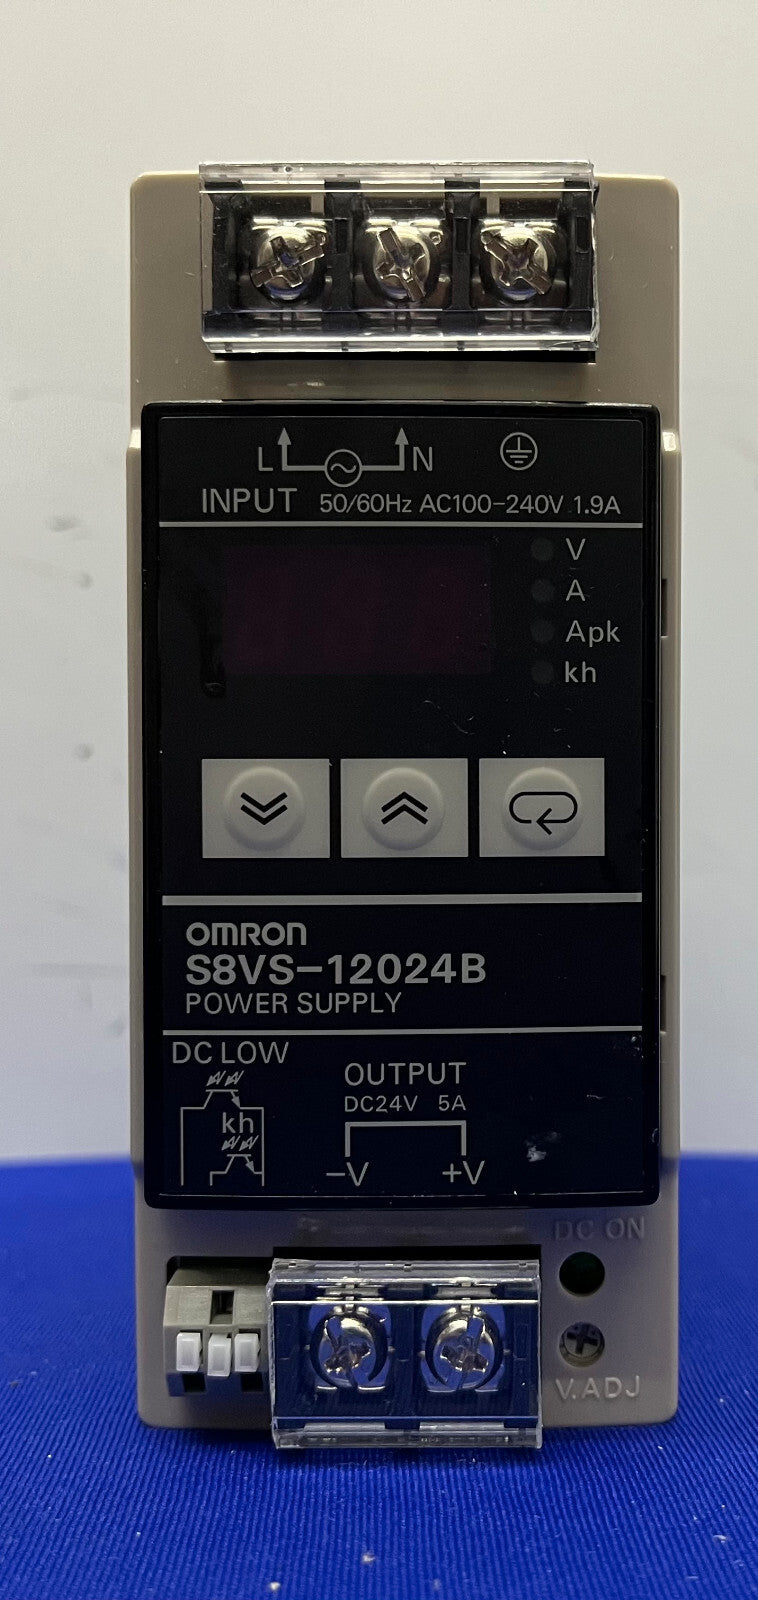 L N
INPUT 50/60Hz AC100-240V 1.9A
V
A
Apk
kh
OMRON
S8VS-12024B
POWER SUPPLY
DC LOW
kh
OUTPUT
DC24V 5A
-V +V
DC ON
V.ADJ